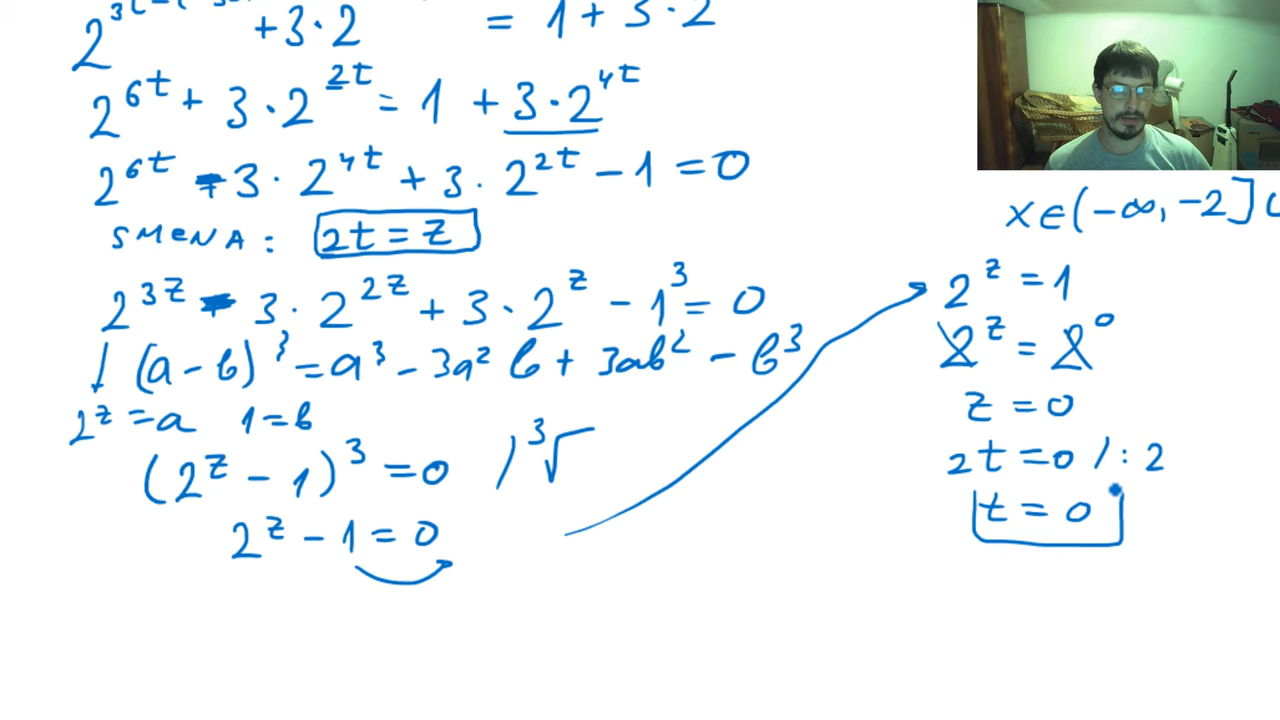 + 3·2 = 1 + 3·2
2^{6t} + 3·2^{2t} = 1 + 3·2^{4t}
2^{6t} - 3·2^{4t} + 3·2^{2t} - 1 = 0
SMENA: 2t = z
2^{3z} - 3·2^{2z} + 3·2^{z} - 1^{3} = 0
(a - b)^{3} = a^{3} - 3a^{2}b + 3ab^{2} - b^{3}
2^{z} = a 1 = b
(2^{z} - 1)^{3} = 0 / ∛
2^{z} - 1 = 0
x ∈ (-∞, -2] ∪
2^{z} = 1
2^{z} = 2^{0}
z = 0
2t = 0 / : 2
t = 0